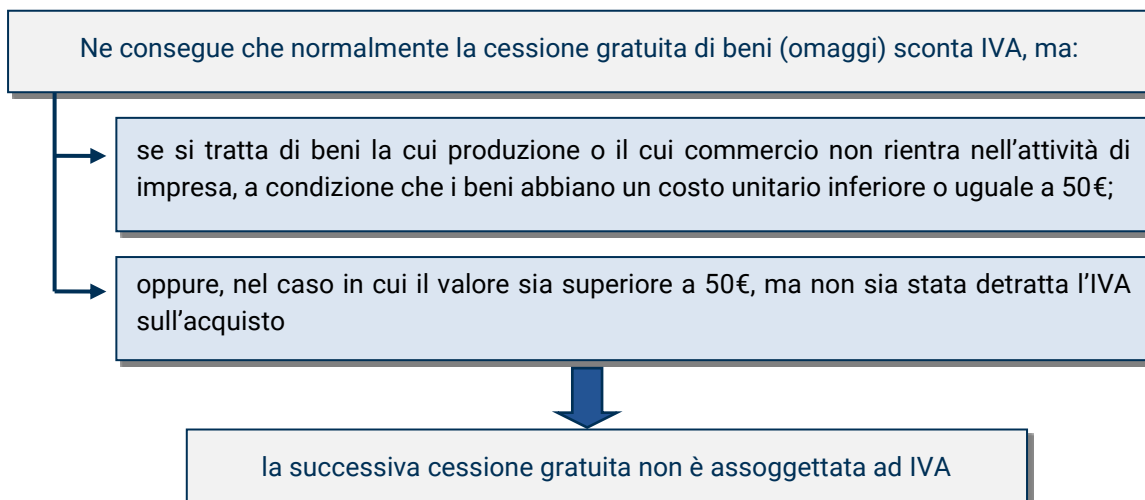 Ne consegue che normalmente la cessione gratuita di beni (omaggi) sconta IVA, ma:
se si tratta di beni la cui produzione o il cui commercio non rientra nell’attività di
impresa, a condizione che i beni abbiano un costo unitario inferiore o uguale a 50€;
oppure, nel caso in cui il valore sia superiore a 50€, ma non sia stata detratta l’IVA
sull’acquisto
la successiva cessione gratuita non è assoggettata ad IVA